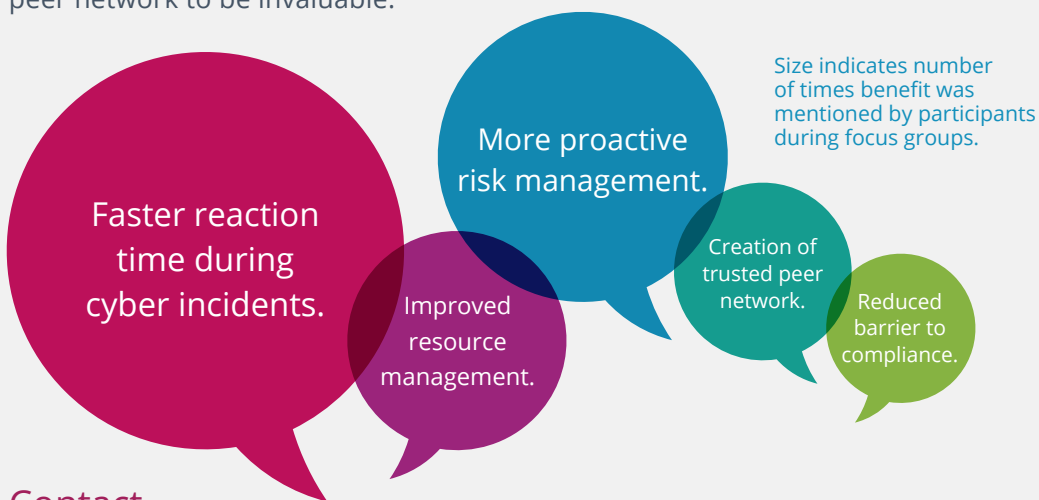 peer network to be invaluable.
Size indicates number
of times benefit was
mentioned by participants
during focus groups.
More proactive
risk management.
Faster reaction
time during
cyber incidents.
Creation of
trusted peer
network.
Improved
resource
management.
Reduced
barrier to
compliance.
Contact